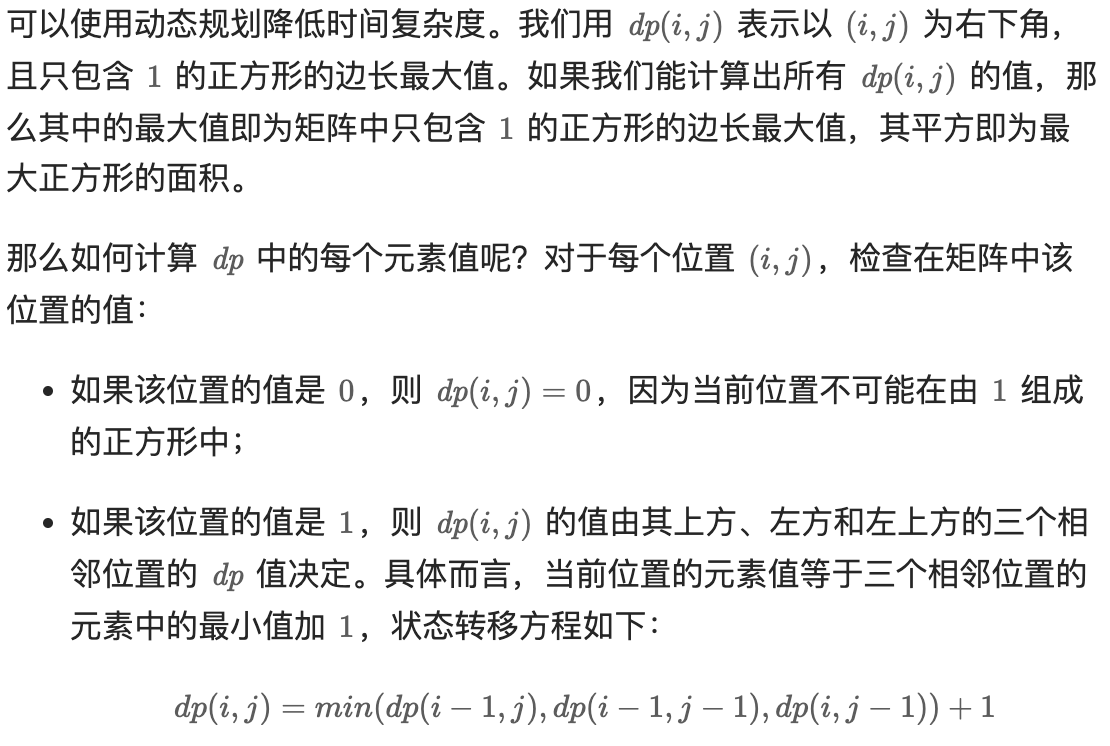 可以使用动态规划降低时间复杂度。我们用 dp(i, j) 表示以 (i, j) 为右下角，
且只包含 1 的正方形的边长最大值。如果我们能计算出所有 dp(i, j) 的值，那
么其中的最大值即为矩阵中只包含 1 的正方形的边长最大值，其平方即为最
大正方形的面积。
那么如何计算 dp 中的每个元素值呢？对于每个位置 (i, j)，检查在矩阵中该
位置的值：
• 如果该位置的值是 0，则 dp(i, j) = 0，因为当前位置不可能在由 1 组成
的正方形中；
• 如果该位置的值是 1，则 dp(i, j) 的值由其上方、左方和左上方的三个相
邻位置的 dp 值决定。具体而言，当前位置的元素值等于三个相邻位置的
元素中的最小值加 1，状态转移方程如下：
dp(i, j) = min(dp(i − 1, j), dp(i − 1, j − 1), dp(i, j − 1)) + 1